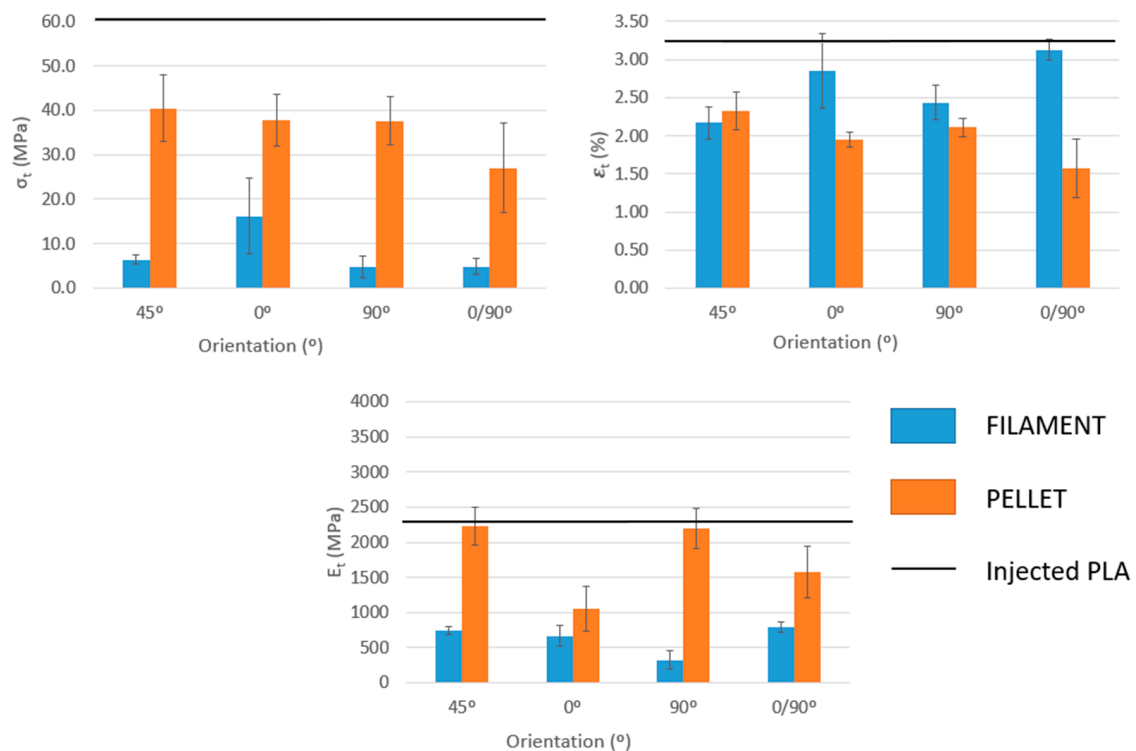 60.0
50.0
40.0
30.0
20.0
10.0
0.0
σt (MPa)
45º 0º 90º 0/90º
Orientation (º)
3.50
3.00
2.50
2.00
1.50
1.00
0.50
0.00
εt (%)
45º 0º 90º 0/90º
Orientation (º)
4000
3500
3000
2500
2000
1500
1000
500
0
Et (MPa)
45º 0º 90º 0/90º
Orientation (º)
FILAMENT
PELLET
Injected PLA